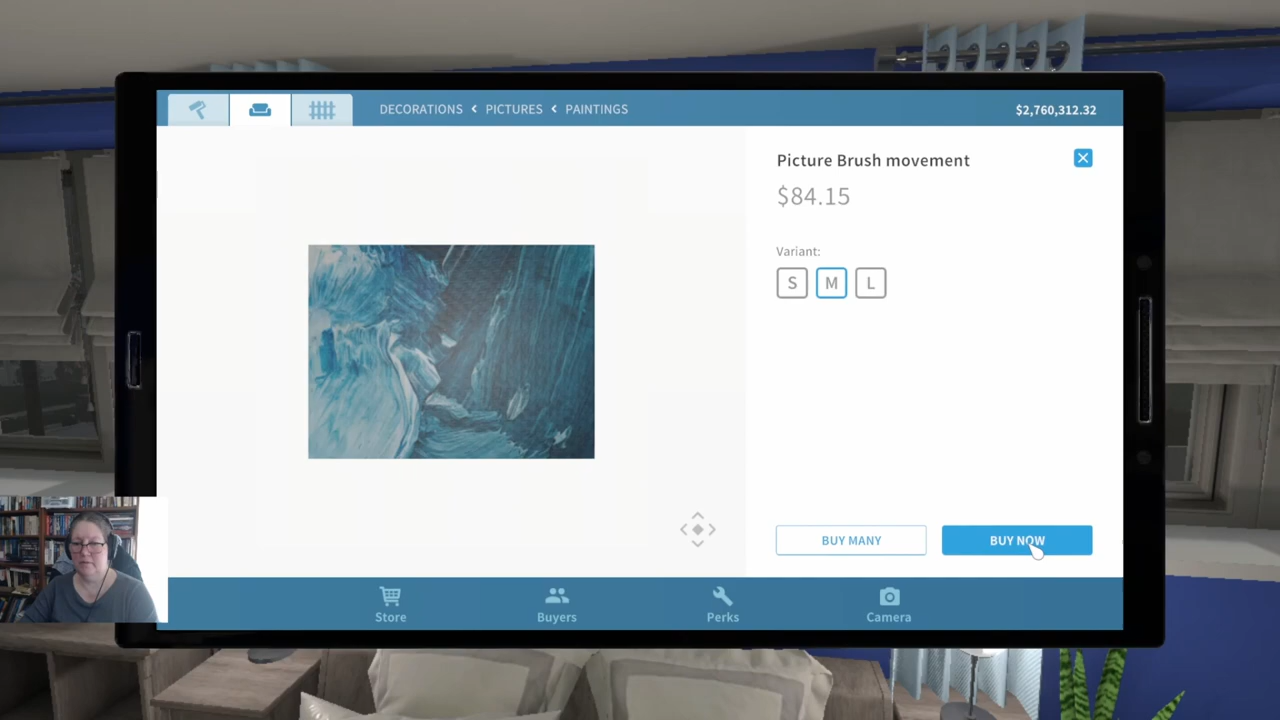 DECORATIONS < PICTURES < PAINTINGS
$2,760,312.32
Picture Brush movement
$84.15
Variant:
S M L
BUY MANY
BUY NOW
Store
Buyers
Perks
Camera